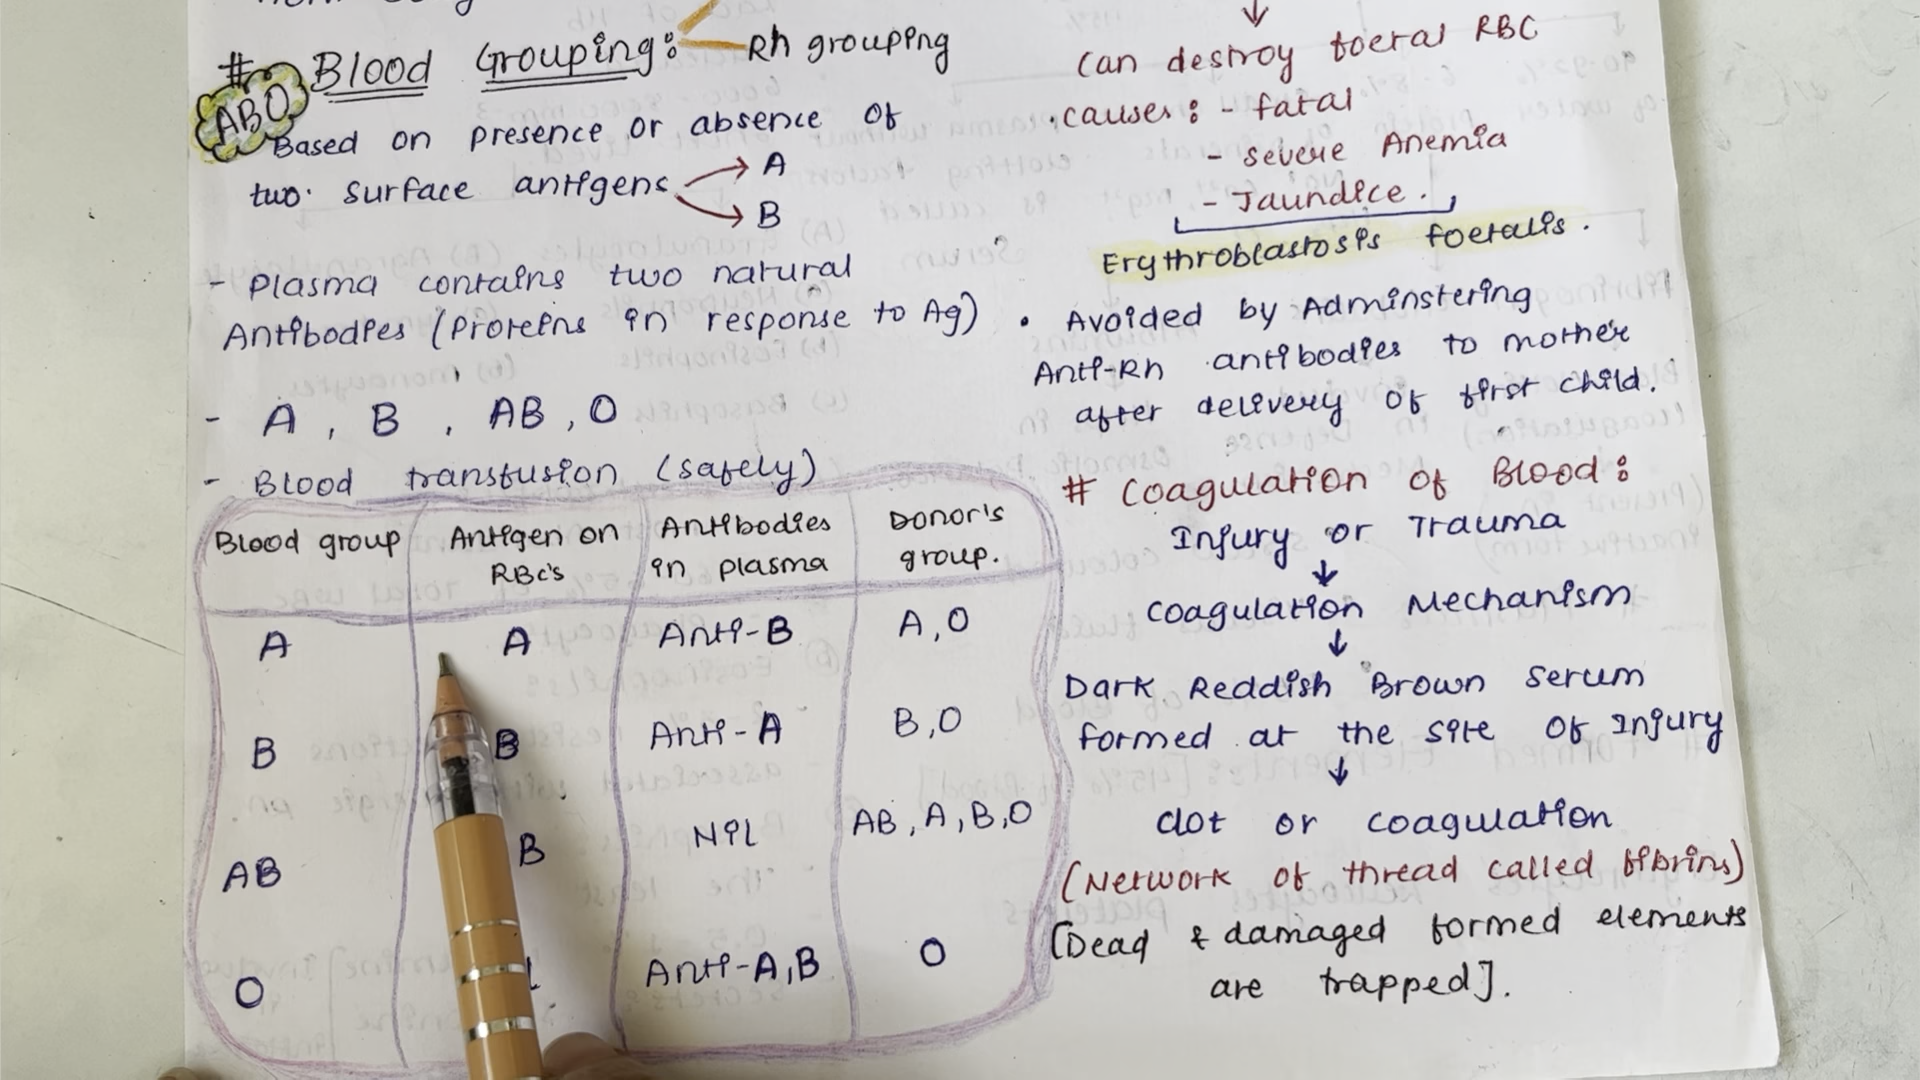 # Blood Grouping:
Rh grouping
ABO
Based on presence or absence of
two surface antigens
A
B
- Plasma contains two natural
Antibodies (Proteins in response to Ag)
- A, B, AB, O
- Blood transfusion (safely)
Blood group Antigen on RBC's Antibodies in plasma Donor's group.
A A Anti-B A,O
B B Anti-A B,O
AB B Nil AB,A,B,O
O Anti-A,B O
Can destroy foetal RBC
.causes: - fatal
- severe Anemia
- Jaundice.
Erythroblastosis foetalis.
• Avoided by Adminstering
Anti-Rh antibodies to mother
after delivery of first child.
# Coagulation of Blood:
Injury or Trauma
Coagulation Mechanism
Dark Reddish Brown serum
formed at the site of Injury
clot or coagulation
(Network of thread called fibrins)
[Dead & damaged formed elements
are trapped].